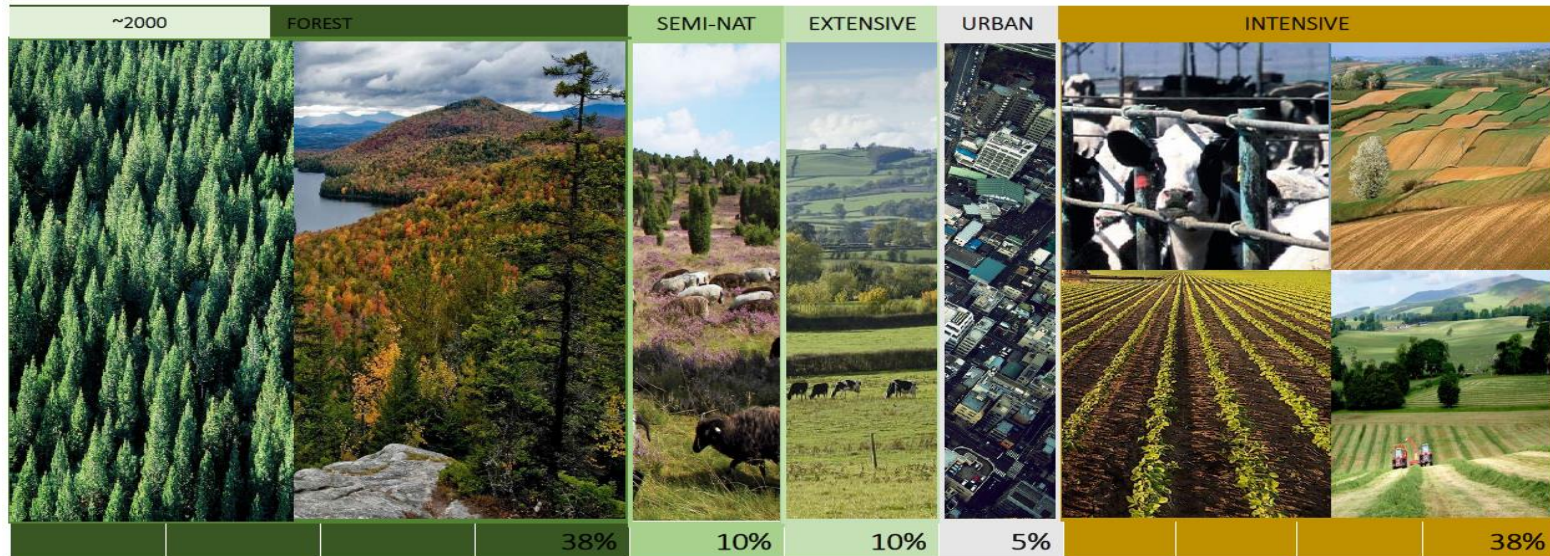 ~2000 FOREST SEMI-NAT EXTENSIVE URBAN INTENSIVE
38% 10% 10% 5% 38%